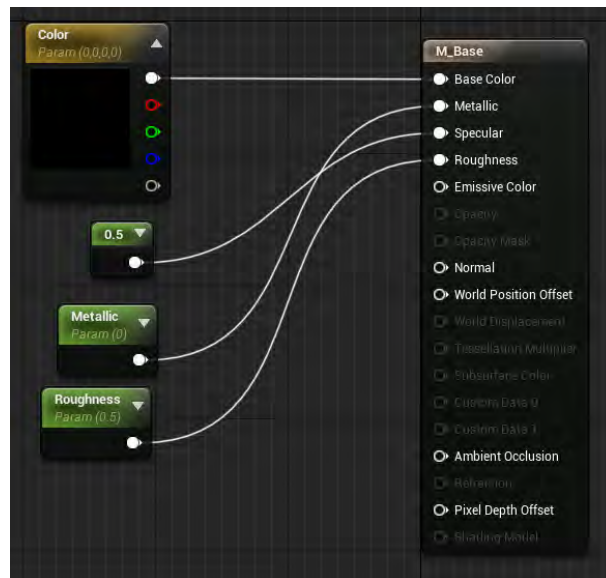 Color
Param (0,0,0,0)
0.5
Metallic
Param (0)
Roughness
Param (0.5)
M_Base
Base Color
Metallic
Specular
Roughness
Emissive Color
Opacity
Opacity Mask
Normal
World Position Offset
World Displacement
Tessellation Multiplier
Subsurface Color
Custom Data 0
Custom Data 1
Ambient Occlusion
Refraction
Pixel Depth Offset
Shading Model